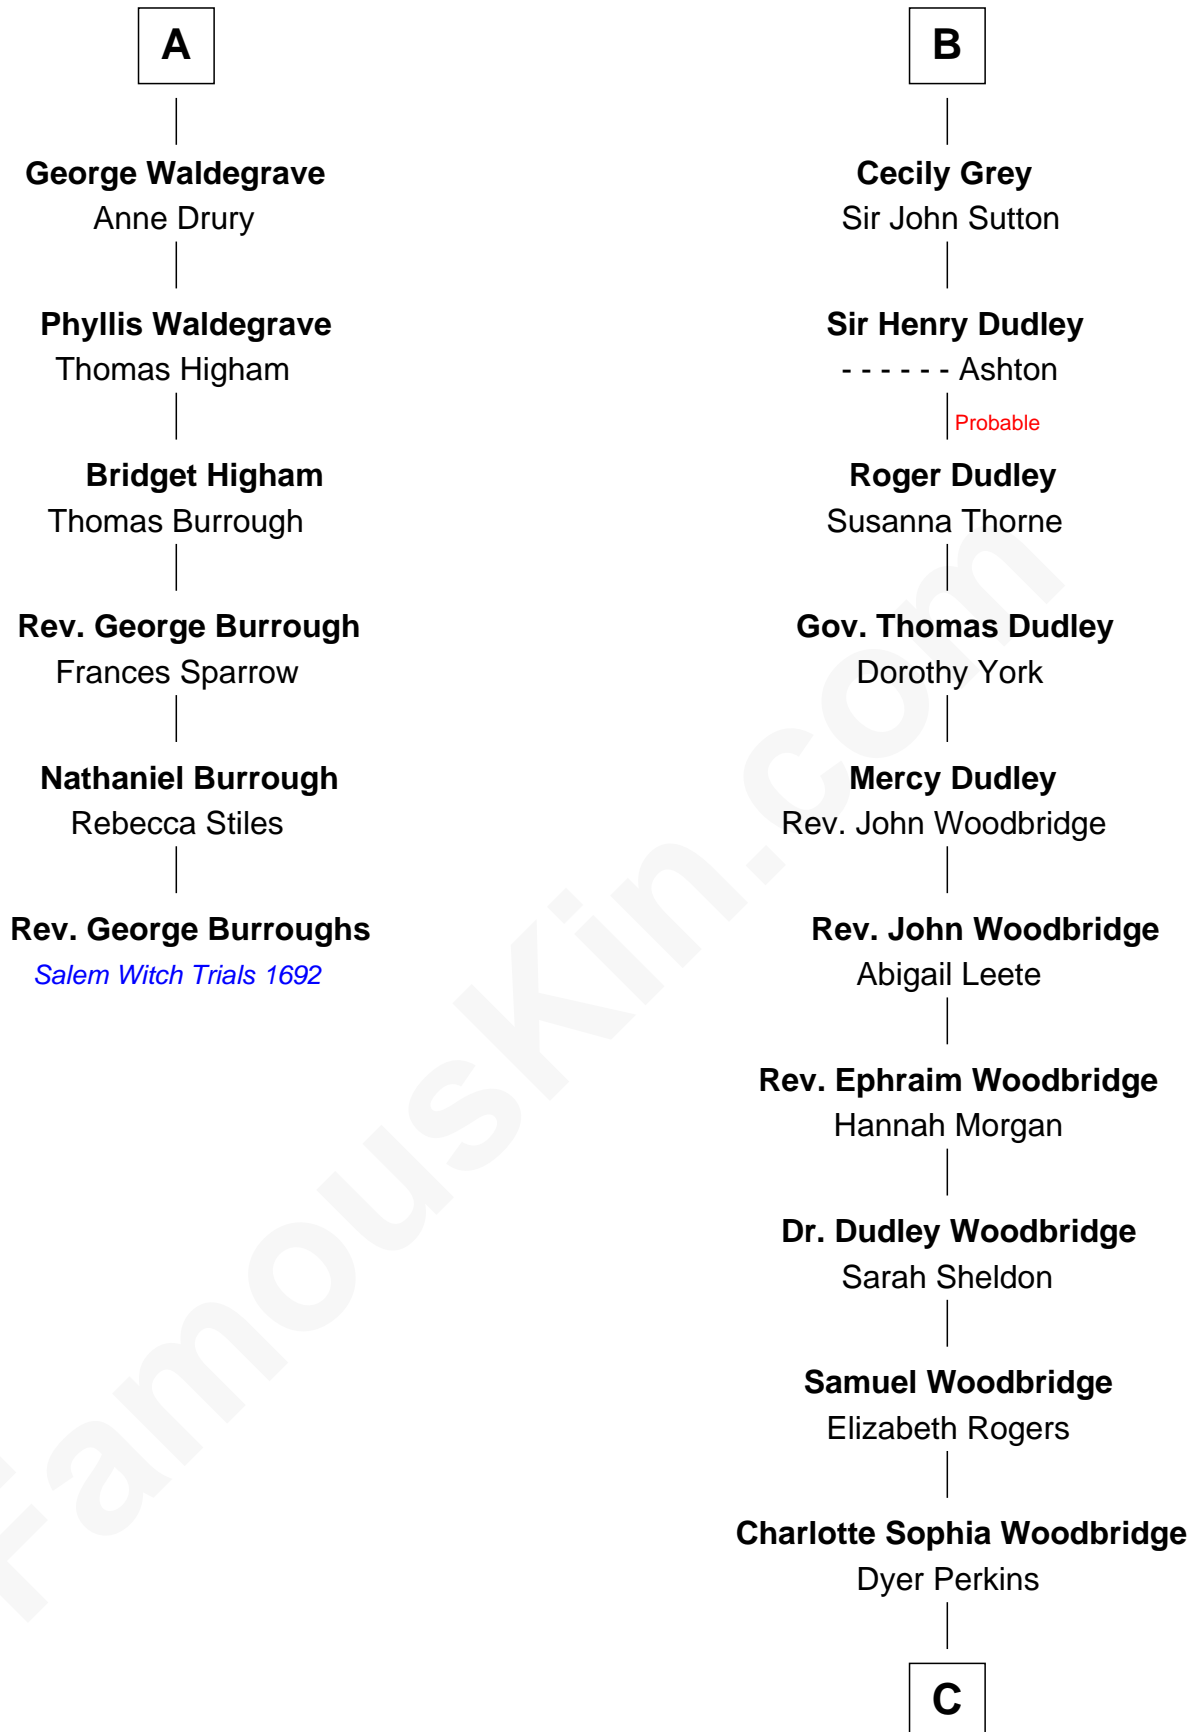 A
George Waldegrave
Anne Drury
Phyllis Waldegrave
Thomas Higham
Bridget Higham
Thomas Burrough
Rev. George Burrough
Frances Sparrow
Nathaniel Burrough
Rebecca Stiles
Rev. George Burroughs
Salem Witch Trials 1692
B
Cecily Grey
Sir John Sutton
Sir Henry Dudley
- - - - - - Ashton
Probable
Roger Dudley
Susanna Thorne
Gov. Thomas Dudley
Dorothy York
Mercy Dudley
Rev. John Woodbridge
Rev. John Woodbridge
Abigail Leete
Rev. Ephraim Woodbridge
Hannah Morgan
Dr. Dudley Woodbridge
Sarah Sheldon
Samuel Woodbridge
Elizabeth Rogers
Charlotte Sophia Woodbridge
Dyer Perkins
C
FamousKin.com